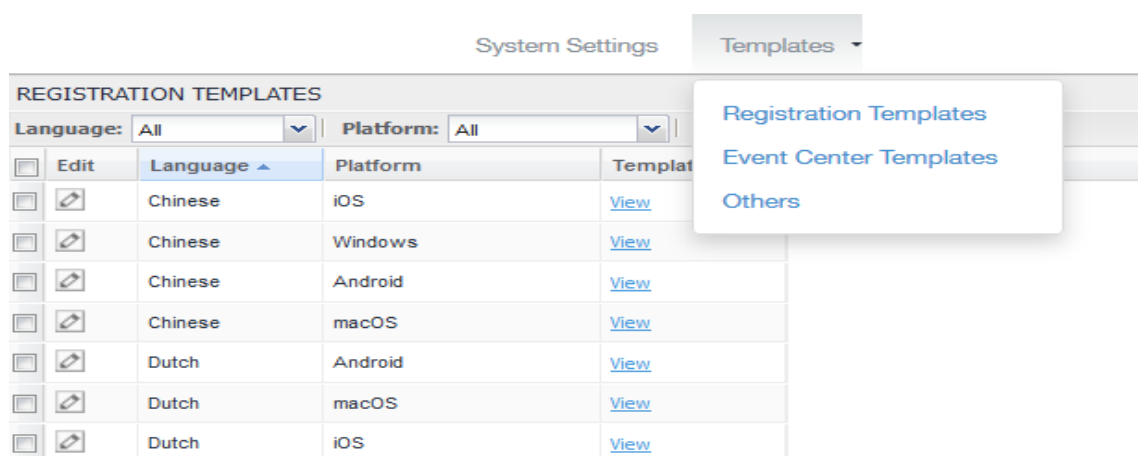 System Settings Templates
REGISTRATION TEMPLATES
Registration Templates
Event Center Templates
Others
Language: All Platform: All
Edit Language Platform Templat
Chinese iOS View
Chinese Windows View
Chinese Android View
Chinese macOS View
Dutch Android View
Dutch macOS View
Dutch iOS View